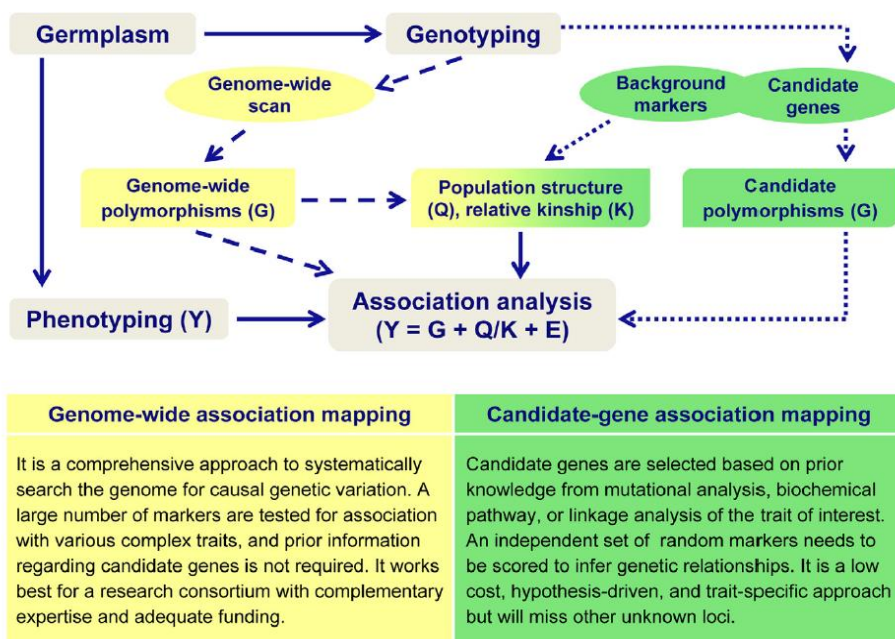 Germplasm
Genotyping
Genome-wide
scan
Background
markers
Candidate
genes
Genome-wide
polymorphisms (G)
Population structure
(Q), relative kinship (K)
Candidate
polymorphisms (G)
Phenotyping (Y)
Association analysis
(Y = G + Q/K + E)
Genome-wide association mapping
It is a comprehensive approach to systematically
search the genome for causal genetic variation. A
large number of markers are tested for association
with various complex traits, and prior information
regarding candidate genes is not required. It works
best for a research consortium with complementary
expertise and adequate funding.
Candidate-gene association mapping
Candidate genes are selected based on prior
knowledge from mutational analysis, biochemical
pathway, or linkage analysis of the trait of interest.
An independent set of random markers needs to
be scored to infer genetic relationships. It is a low
cost, hypothesis-driven, and trait-specific approach
but will miss other unknown loci.